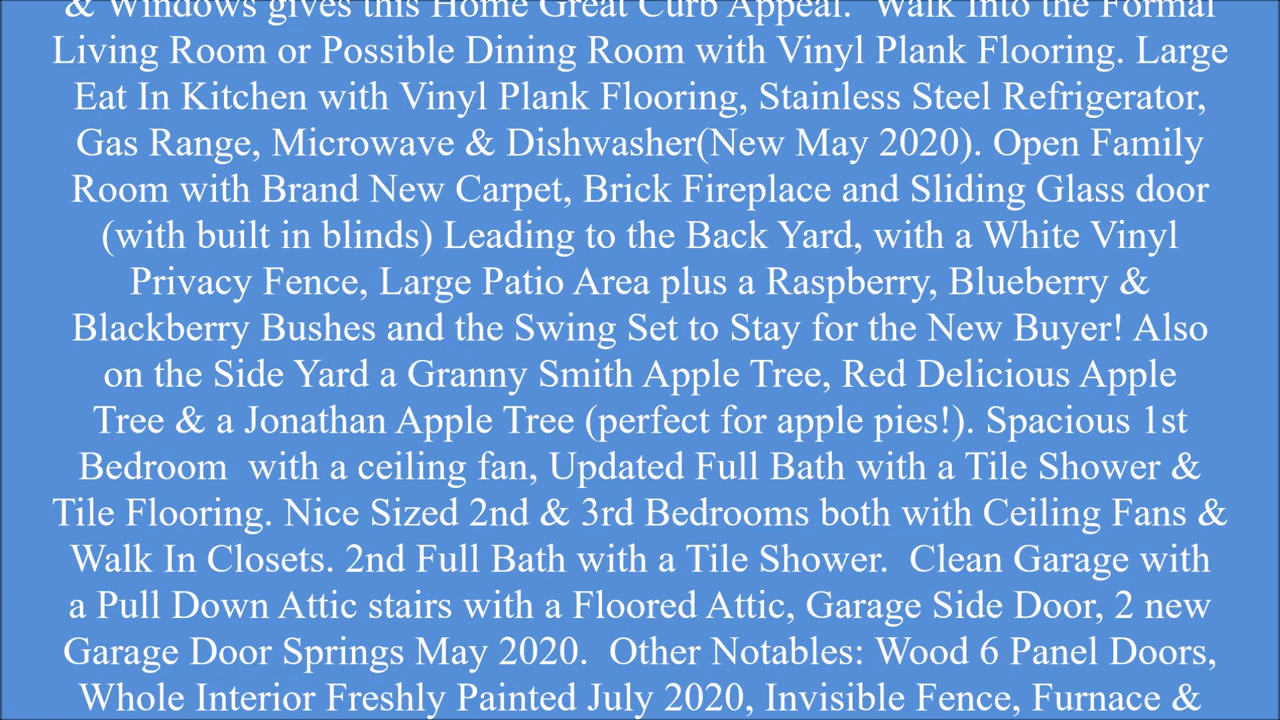 & Windows gives this Home Great Curb Appeal.  Walk Into the Formal
Living Room or Possible Dining Room with Vinyl Plank Flooring. Large
Eat In Kitchen with Vinyl Plank Flooring, Stainless Steel Refrigerator,
Gas Range, Microwave & Dishwasher(New May 2020). Open Family
Room with Brand New Carpet, Brick Fireplace and Sliding Glass door
(with built in blinds) Leading to the Back Yard, with a White Vinyl
Privacy Fence, Large Patio Area plus a Raspberry, Blueberry &
Blackberry Bushes and the Swing Set to Stay for the New Buyer! Also
on the Side Yard a Granny Smith Apple Tree, Red Delicious Apple
Tree & a Jonathan Apple Tree (perfect for apple pies!). Spacious 1st
Bedroom  with a ceiling fan, Updated Full Bath with a Tile Shower &
Tile Flooring. Nice Sized 2nd & 3rd Bedrooms both with Ceiling Fans &
Walk In Closets. 2nd Full Bath with a Tile Shower.  Clean Garage with
a Pull Down Attic stairs with a Floored Attic, Garage Side Door, 2 new
Garage Door Springs May 2020.  Other Notables: Wood 6 Panel Doors,
Whole Interior Freshly Painted July 2020, Invisible Fence, Furnace &